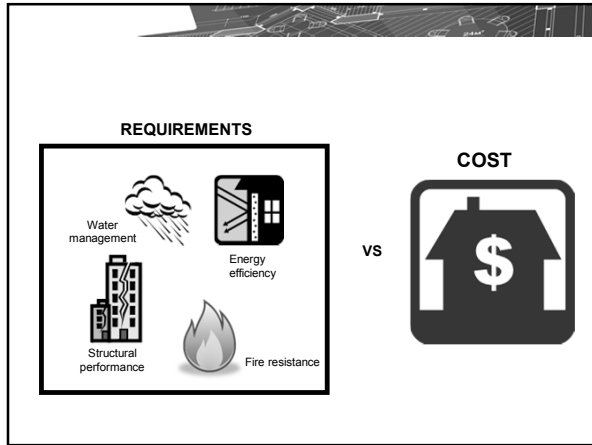 REQUIREMENTS
Water
management
Energy
efficiency
Structural
performance
Fire resistance
VS
COST
$